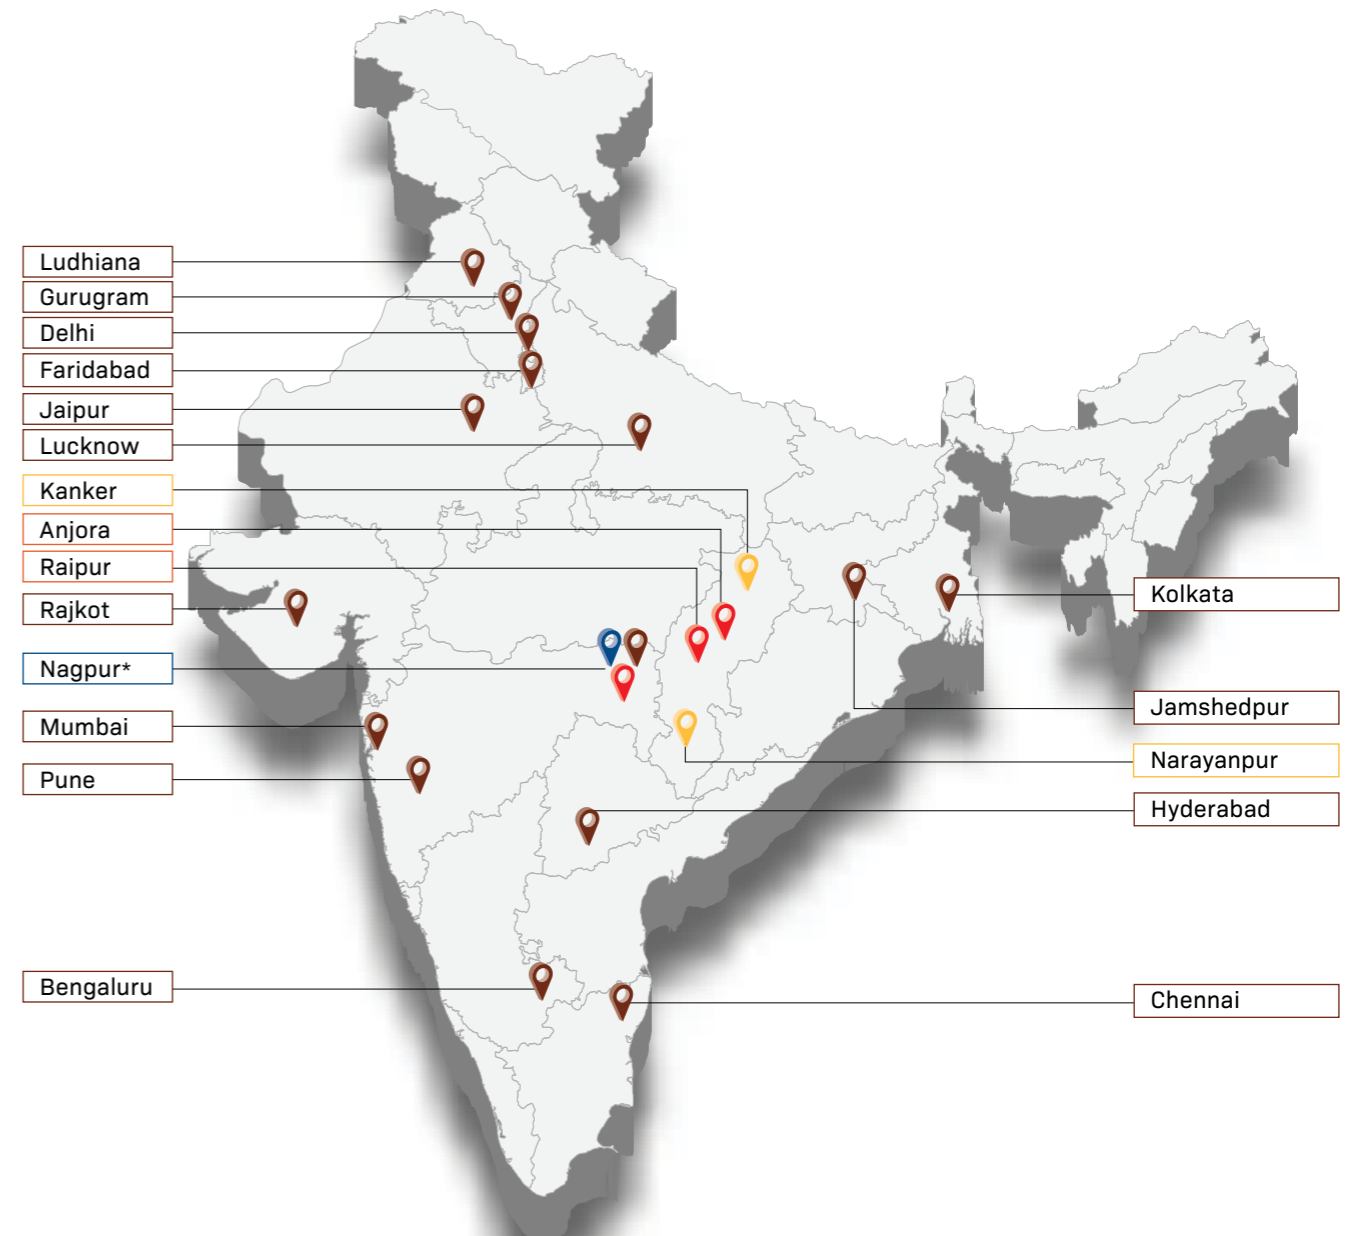 Ludhiana
Gurugram
Delhi
Faridabad
Jaipur
Lucknow
Kanker
Anjora
Raipur
Rajkot
Nagpur*
Mumbai
Pune
Bengaluru
Kolkata
Jamshedpur
Narayanpur
Hyderabad
Chennai